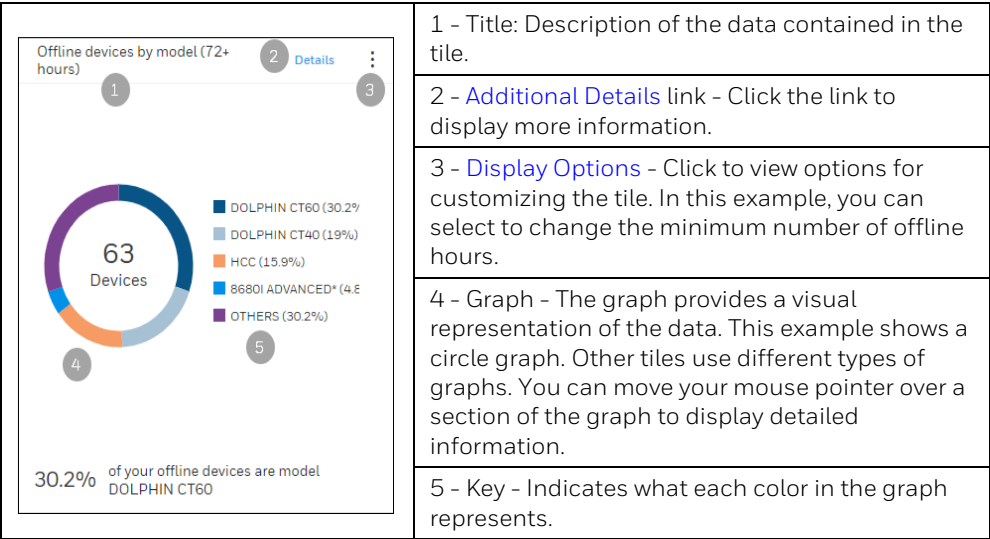 Offline devices by model (72+
hours)
2
Details
1
3
63
Devices
DOLPHIN CT60 (30.2%
DOLPHIN CT40 (19%)
HCC (15.9%)
8680I ADVANCED* (4.8
OTHERS (30.2%)
4
5
30.2%
of your offline devices are model
DOLPHIN CT60
1 - Title: Description of the data contained in the
tile.
2 - Additional Details link - Click the link to
display more information.
3 - Display Options - Click to view options for
customizing the tile. In this example, you can
select to change the minimum number of offline
hours.
4 - Graph - The graph provides a visual
representation of the data. This example shows a
circle graph. Other tiles use different types of
graphs. You can move your mouse pointer over a
section of the graph to display detailed
information.
5 - Key - Indicates what each color in the graph
represents.